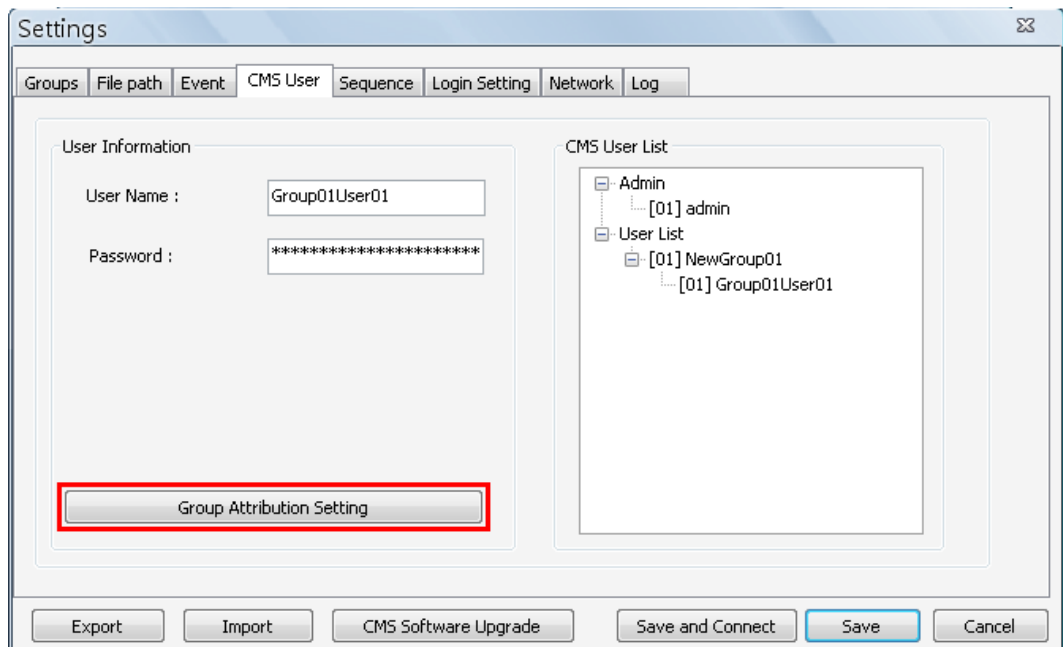 Settings
Groups File path Event CMS User Sequence Login Setting Network Log
User Information
User Name :
Group01User01
Password :
**********************
Group Attribution Setting
CMS User List
Admin
[01] admin
User List
[01] NewGroup01
[01] Group01User01
Export Import CMS Software Upgrade Save and Connect Save Cancel